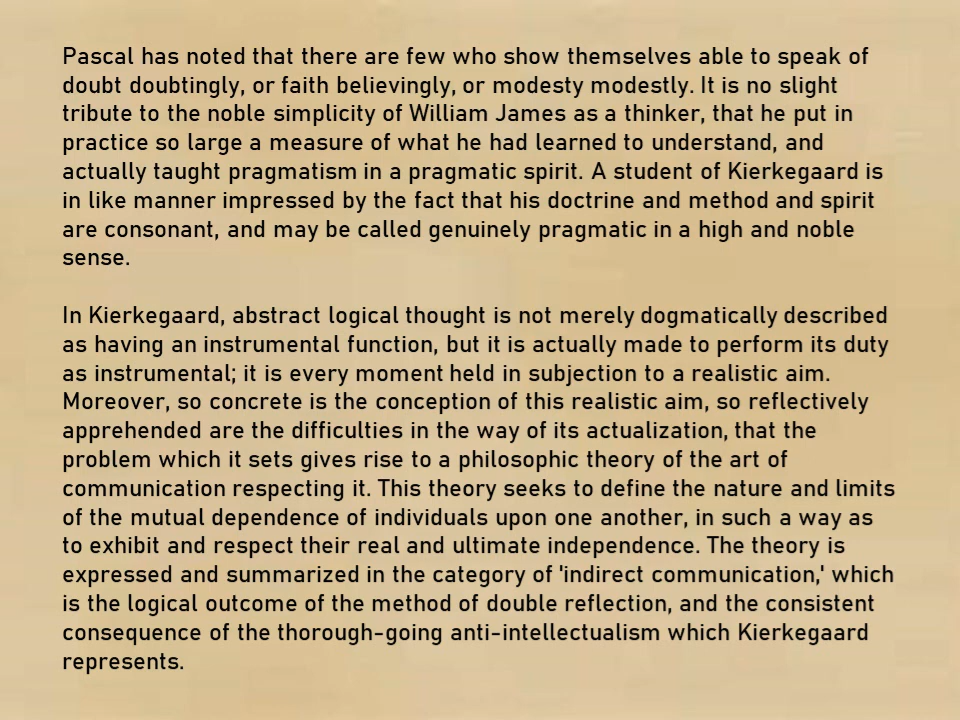 Pascal has noted that there are few who show themselves able to speak of
doubt doubtingly, or faith believingly, or modesty modestly. It is no slight
tribute to the noble simplicity of William James as a thinker, that he put in
practice so large a measure of what he had learned to understand, and
actually taught pragmatism in a pragmatic spirit. A student of Kierkegaard is
in like manner impressed by the fact that his doctrine and method and spirit
are consonant, and may be called genuinely pragmatic in a high and noble
sense.

In Kierkegaard, abstract logical thought is not merely dogmatically described
as having an instrumental function, but it is actually made to perform its duty
as instrumental; it is every moment held in subjection to a realistic aim.
Moreover, so concrete is the conception of this realistic aim, so reflectively
apprehended are the difficulties in the way of its actualization, that the
problem which it sets gives rise to a philosophic theory of the art of
communication respecting it. This theory seeks to define the nature and limits
of the mutual dependence of individuals upon one another, in such a way as
to exhibit and respect their real and ultimate independence. The theory is
expressed and summarized in the category of 'indirect communication,' which
is the logical outcome of the method of double reflection, and the consistent
consequence of the thorough-going anti-intellectualism which Kierkegaard
represents.